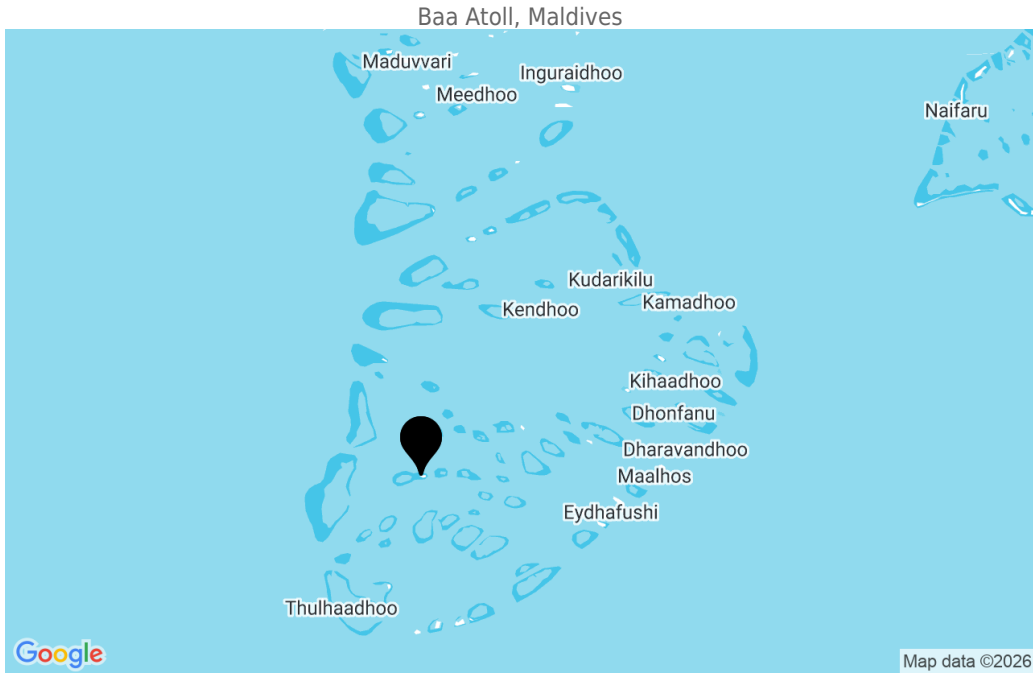 Baa Atoll, Maldives
Maduvvari
Inguraidhoo
Meedhoo
Naifaru
Kudarikilu
Kamadhoo
Kendhoo
Kihaadhoo
Dhonfanu
Dharavandhoo
Maalhos
Eydhafushi
Thulhaadhoo
Google
Map data ©2026